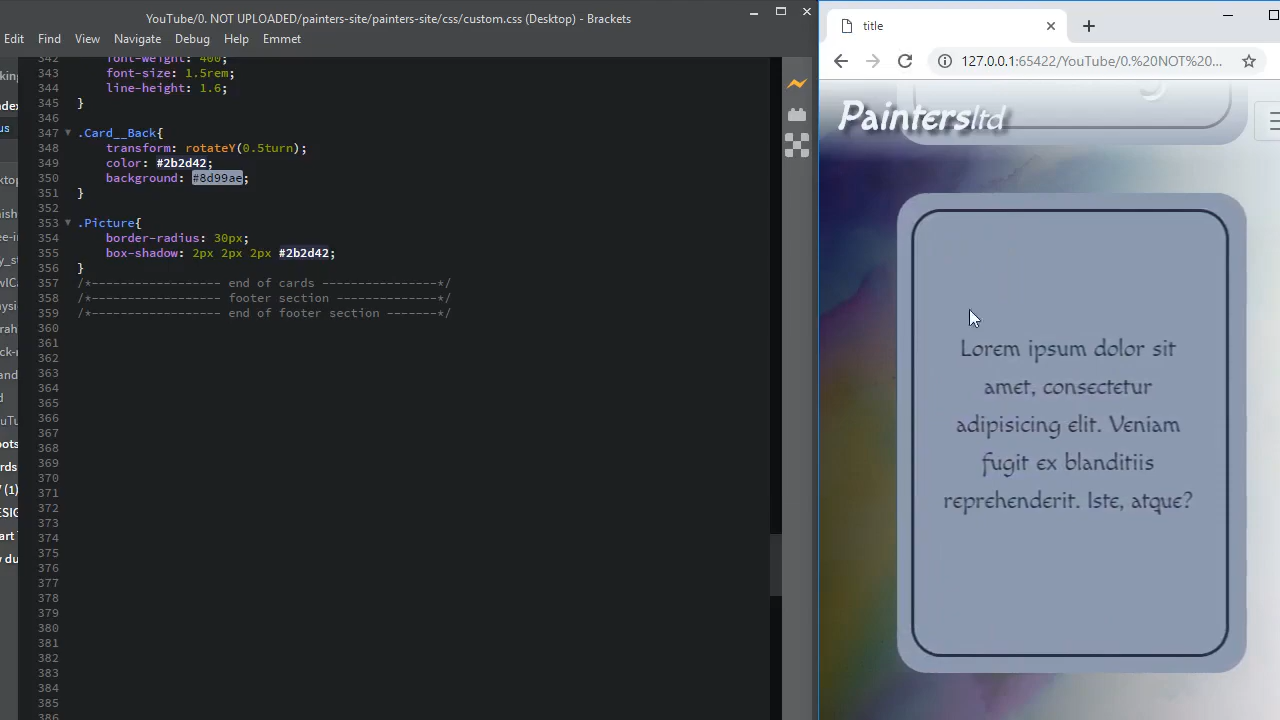 YouTube/0. NOT UPLOADED/painters-site/painters-site/css/custom.css (Desktop) - Brackets
Edit Find View Navigate Debug Help Emmet
342 font-weight: 400;
343 font-size: 1.5rem;
344 line-height: 1.6;
345 }
346
347 .Card__Back{
348 transform: rotateY(0.5turn);
349 color: #2b2d42;
350 background: #8d99ae;
351 }
352
353 .Picture{
354 border-radius: 30px;
355 box-shadow: 2px 2px 2px #2b2d42;
356 }
357 /*------------------ end of cards ----------------*/
358 /*------------------ footer section --------------*/
359 /*------------------ end of footer section -------*/
360
361
362
363
364
365
366
367
368
369
370
371
372
373
374
375
376
377
378
379
380
381
382
383
384
385
386
title
127.0.0.1:65422/YouTube/0.%20NOT%20...
Paintersltd
Lorem ipsum dolor sit
amet, consectetur
adipisicing elit. Veniam
fugit ex blanditiis
reprehenderit. Iste, atque?